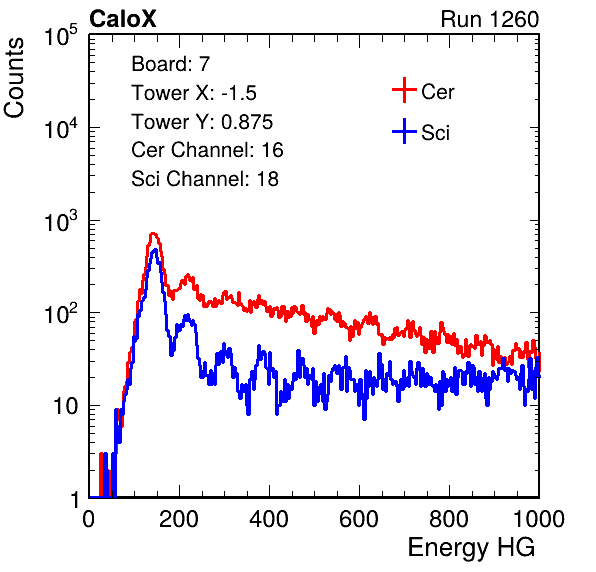 CaloX Run 1260
Counts
Board: 7
Tower X: -1.5
Tower Y: 0.875
Cer Channel: 16
Sci Channel: 18
Cer
Sci
10^5
10^4
10^3
10^2
10
1
0 200 400 600 800 1000
Energy HG